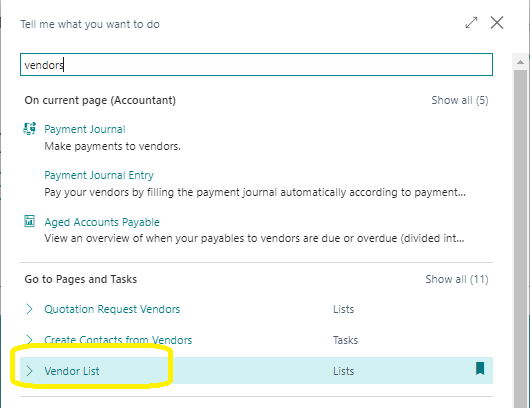 Tell me what you want to do
vendors
On current page (Accountant) Show all (5)
Payment Journal
Make payments to vendors.
Payment Journal Entry
Pay your vendors by filling the payment journal automatically according to payment...
Aged Accounts Payable
View an overview of when your payables to vendors are due or overdue (divided int...
Go to Pages and Tasks Show all (11)
Quotation Request Vendors Lists
Create Contacts from Vendors Tasks
Vendor List Lists